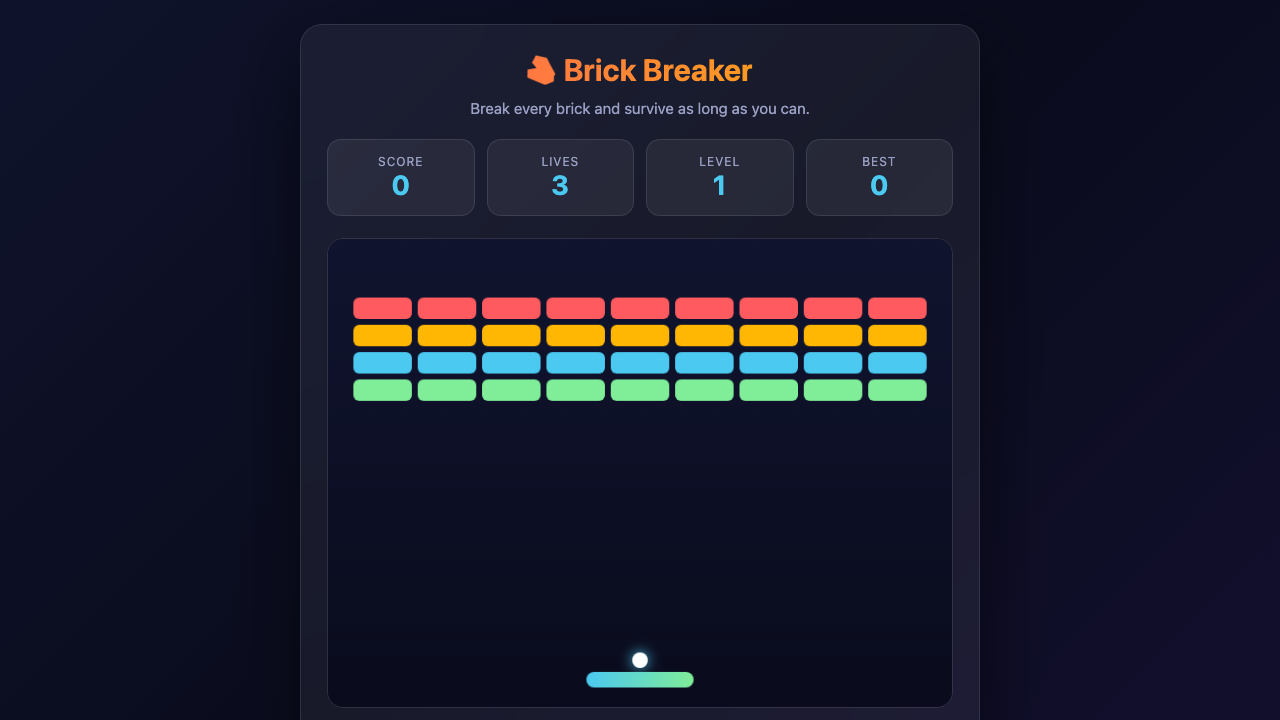 Brick Breaker
Break every brick and survive as long as you can.
SCORE
0
LIVES
3
LEVEL
1
BEST
0